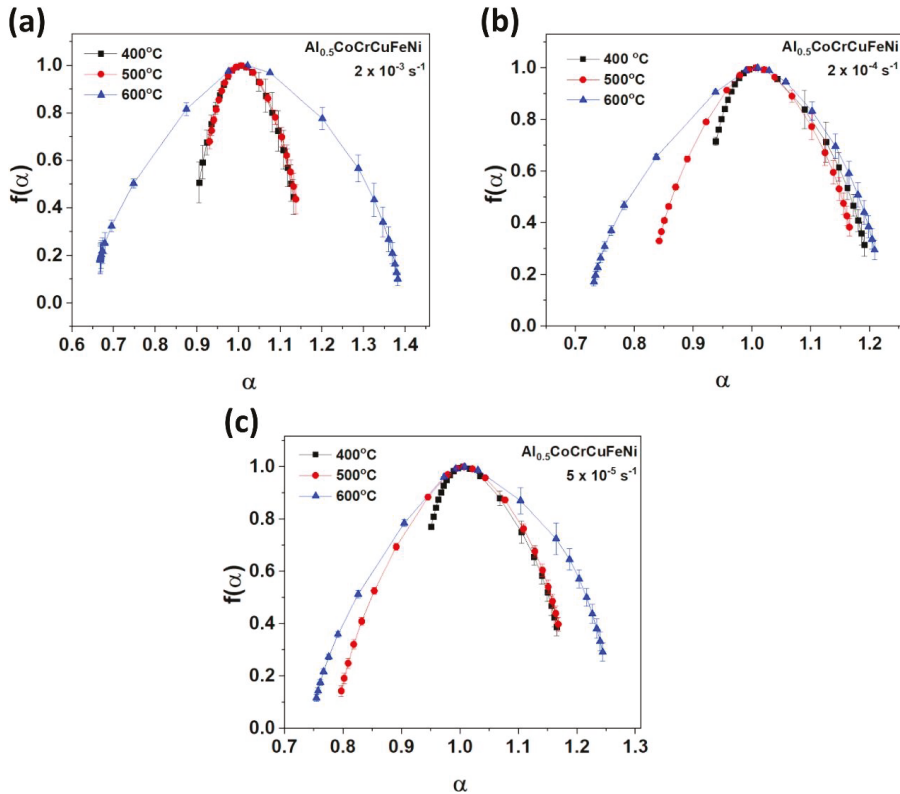 (a)
400°C
500°C
600°C
Al0.5CoCrCuFeNi
2 x 10-3 s-1
f(α)
1.0
0.8
0.6
0.4
0.2
0.0
0.6 0.7 0.8 0.9 1.0 1.1 1.2 1.3 1.4
α
(b)
400 °C
500°C
600°C
Al0.5CoCrCuFeNi
2 x 10-4 s-1
f(α)
1.0
0.8
0.6
0.4
0.2
0.0
0.7 0.8 0.9 1.0 1.1 1.2
α
(c)
400°C
500°C
600°C
Al0.5CoCrCuFeNi
5 x 10-5 s-1
f(α)
1.0
0.8
0.6
0.4
0.2
0.0
0.7 0.8 0.9 1.0 1.1 1.2 1.3
α